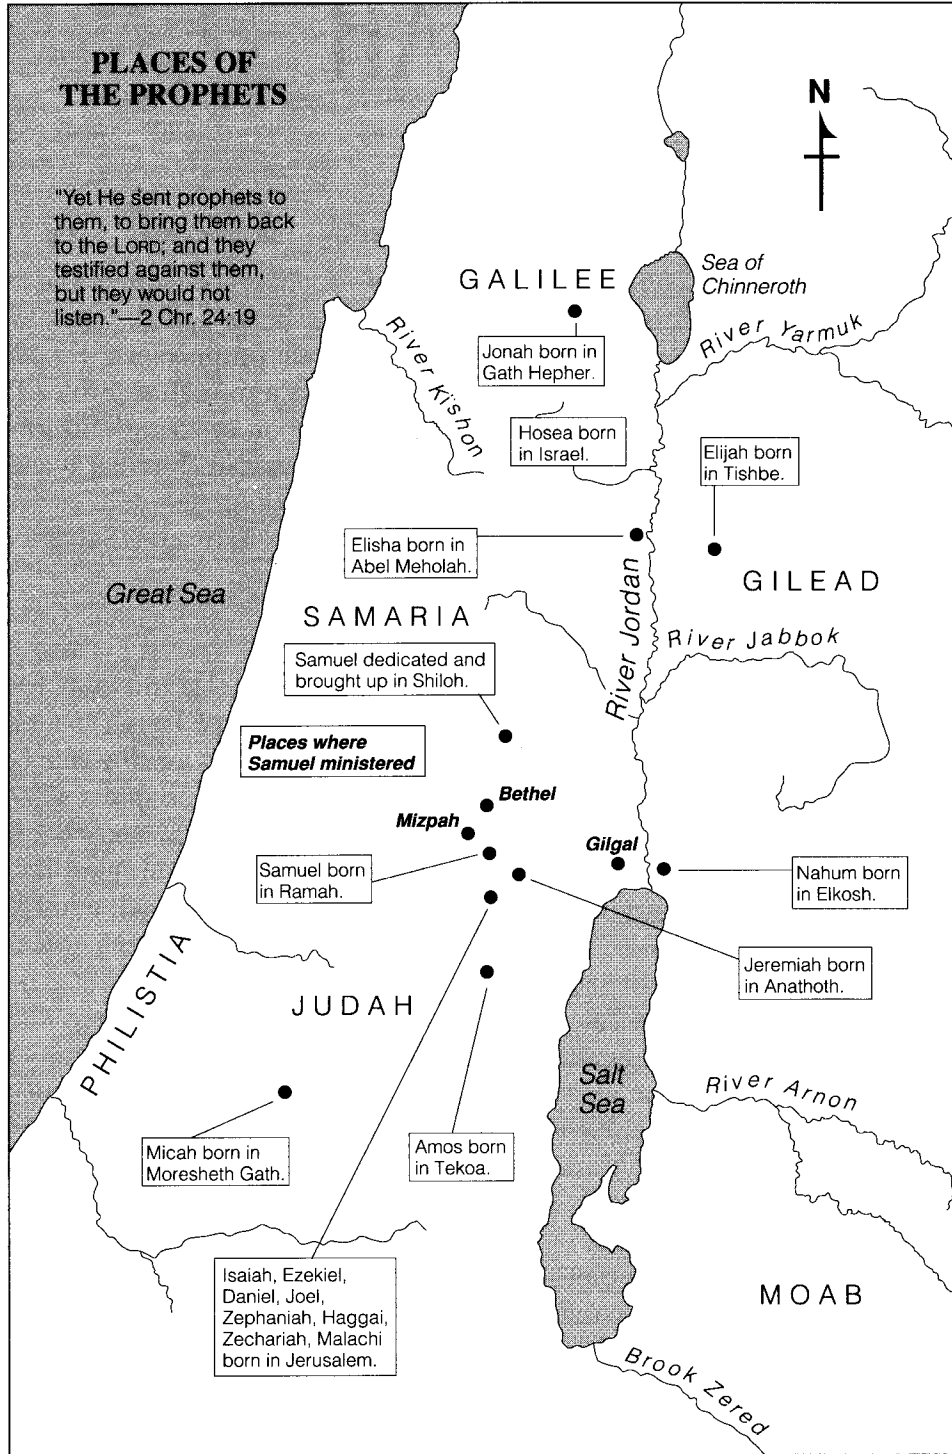 PLACES OF
THE PROPHETS
"Yet He sent prophets to
them, to bring them back
to the LORD; and they
testified against them,
but they would not
listen."—2 Chr. 24:19
N
GALILEE
Sea of
Chinneroth
River Yarmuk
River Kishon
Jonah born in
Gath Hepher.
Hosea born
in Israel.
Elijah born
in Tishbe.
Elisha born in
Abel Meholah.
Great Sea
GILEAD
SAMARIA
River Jordan
River Jabbok
Samuel dedicated and
brought up in Shiloh.
Places where
Samuel ministered
Bethel
Mizpah
Gilgal
Samuel born
in Ramah.
Nahum born
in Elkosh.
Jeremiah born
in Anathoth.
PHILISTIA
JUDAH
Salt
Sea
River Arnon
Micah born in
Moresheth Gath.
Amos born
in Tekoa.
Isaiah, Ezekiel,
Daniel, Joel,
Zephaniah, Haggai,
Zechariah, Malachi
born in Jerusalem.
MOAB
Brook Zered